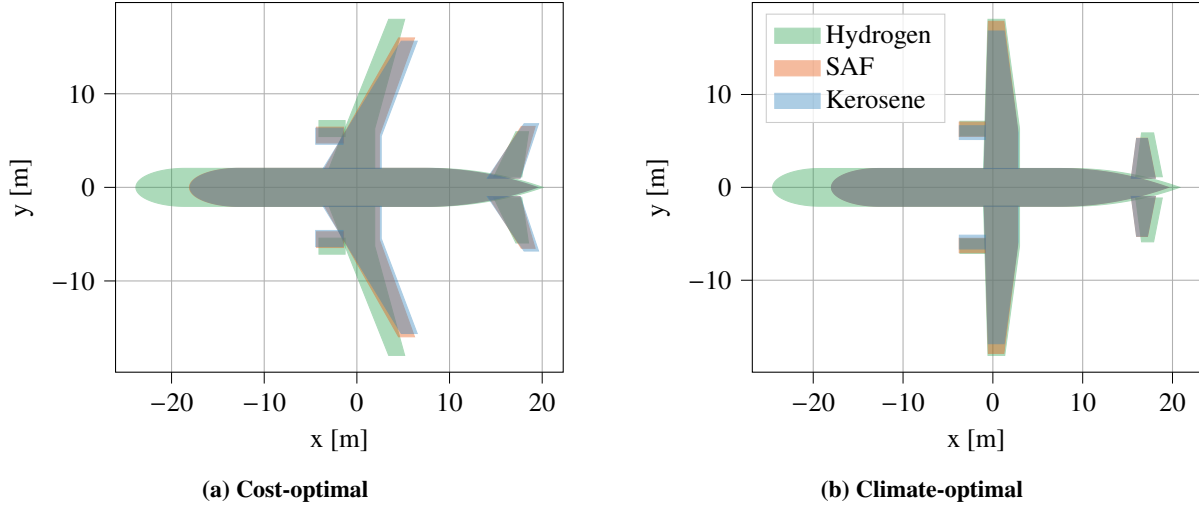 10
0
−10
y [m]
−20 −10 0 10 20
x [m]
(a) Cost-optimal
Hydrogen
SAF
Kerosene
10
0
−10
y [m]
−20 −10 0 10 20
x [m]
(b) Climate-optimal